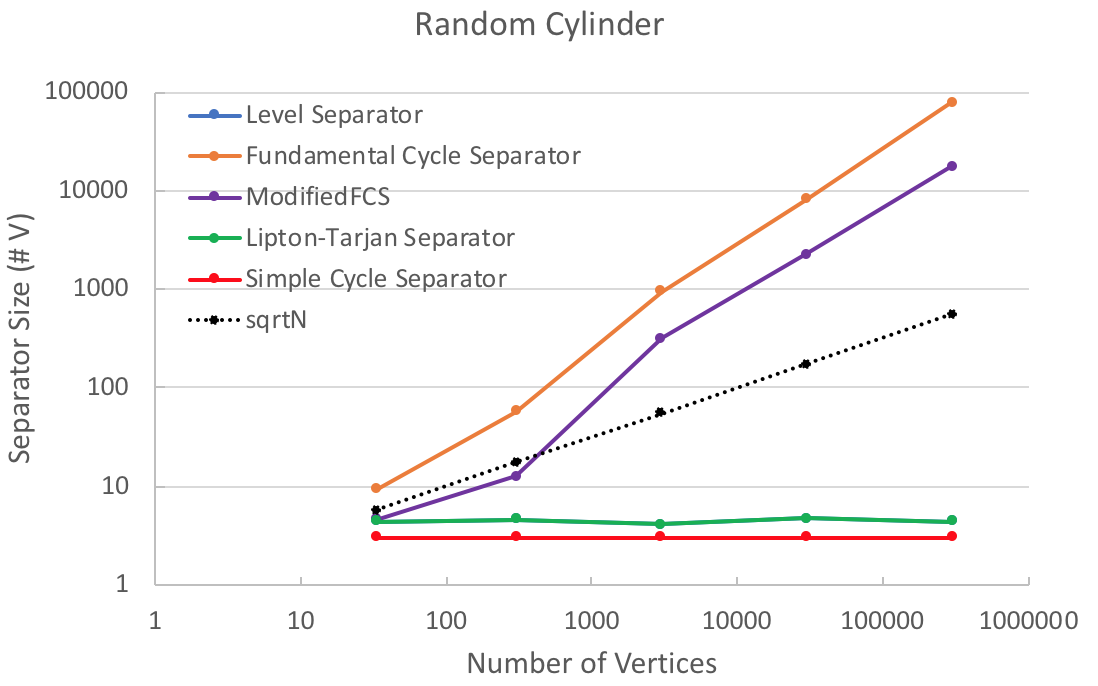 Random Cylinder
100000
10000
1000
100
10
1
Separator Size (# V)
Level Separator
Fundamental Cycle Separator
ModifiedFCS
Lipton-Tarjan Separator
Simple Cycle Separator
sqrtN
1 10 100 1000 10000 100000 1000000
Number of Vertices